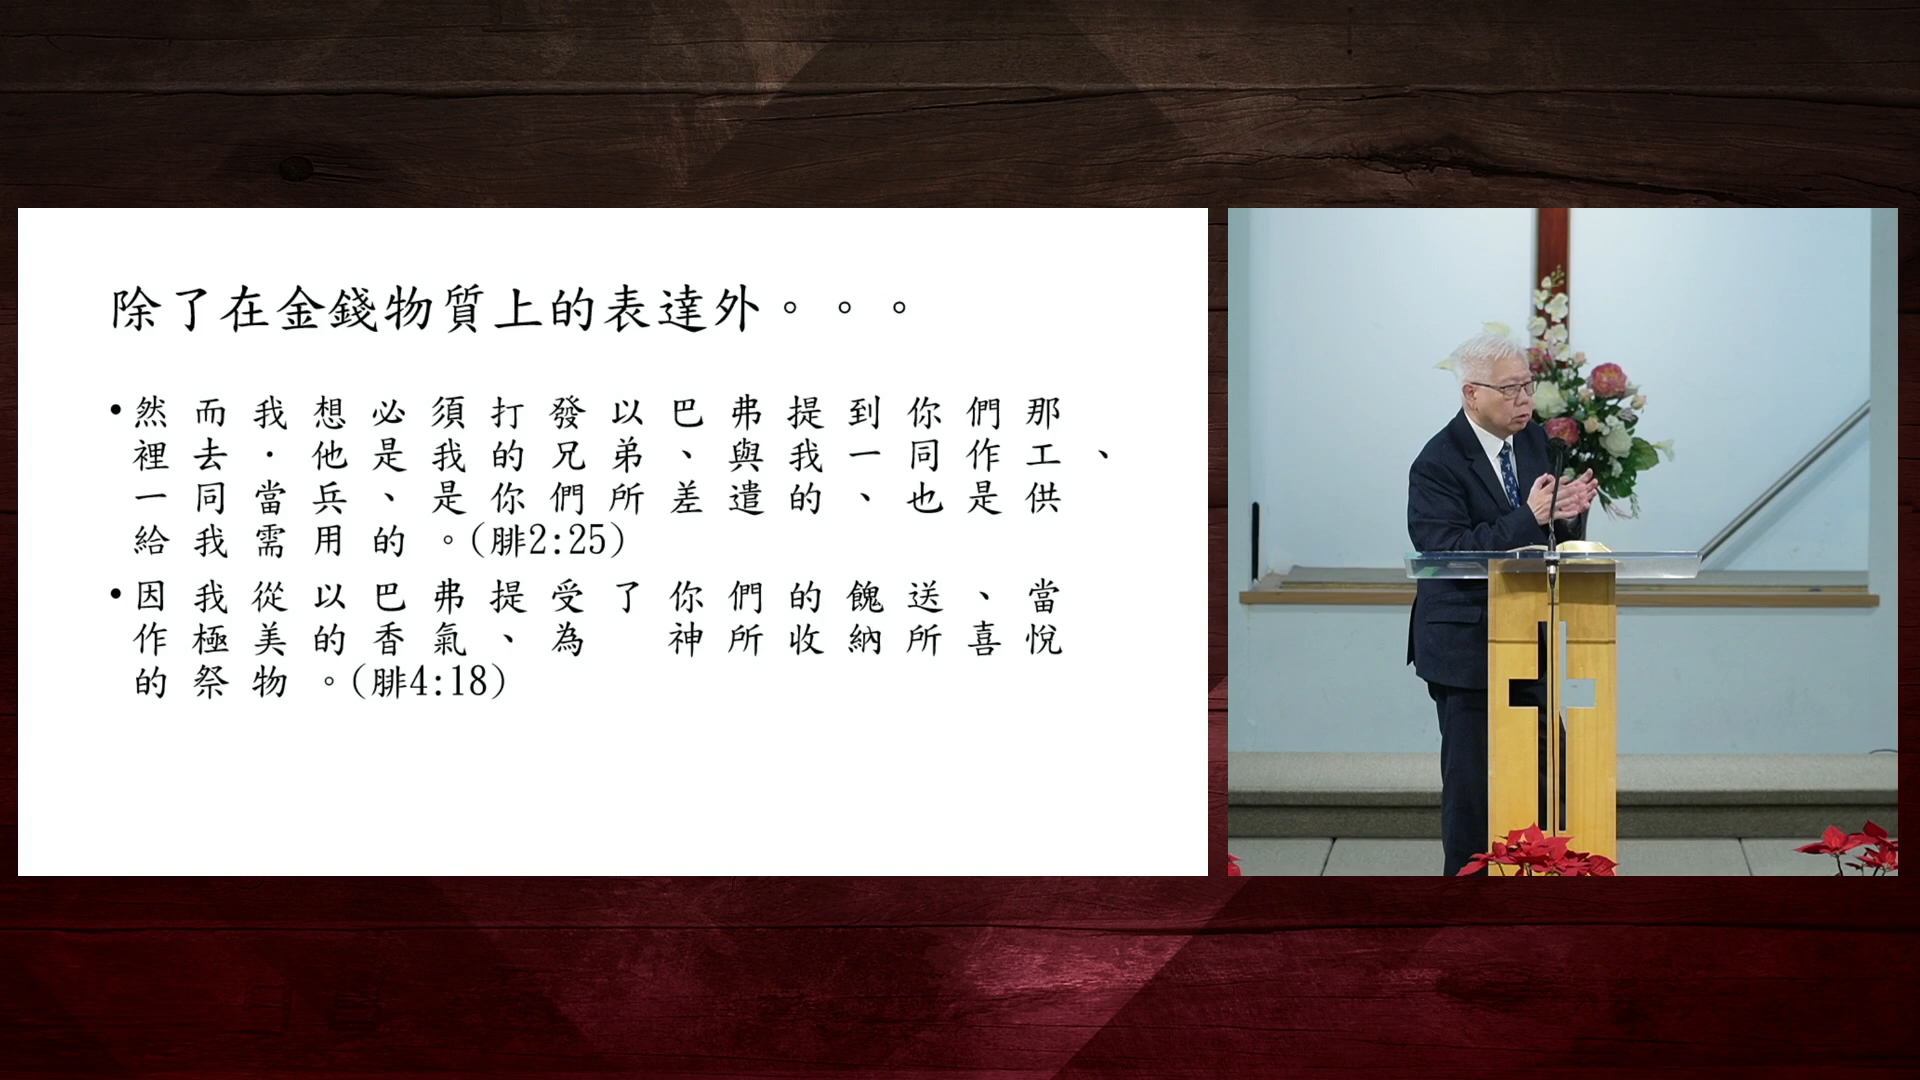 除了在金錢物質上的表達外。。。
•然而我想必須打發以巴弗提到你們那
裡去．他是我的兄弟、與我一同作工、
一同當兵、是你們所差遣的、也是供
給我需用的。(腓2:25)
•因我從以巴弗提受了你們的餽送、當
作極美的香氣、為　神所收納所喜悅
的祭物。(腓4:18)